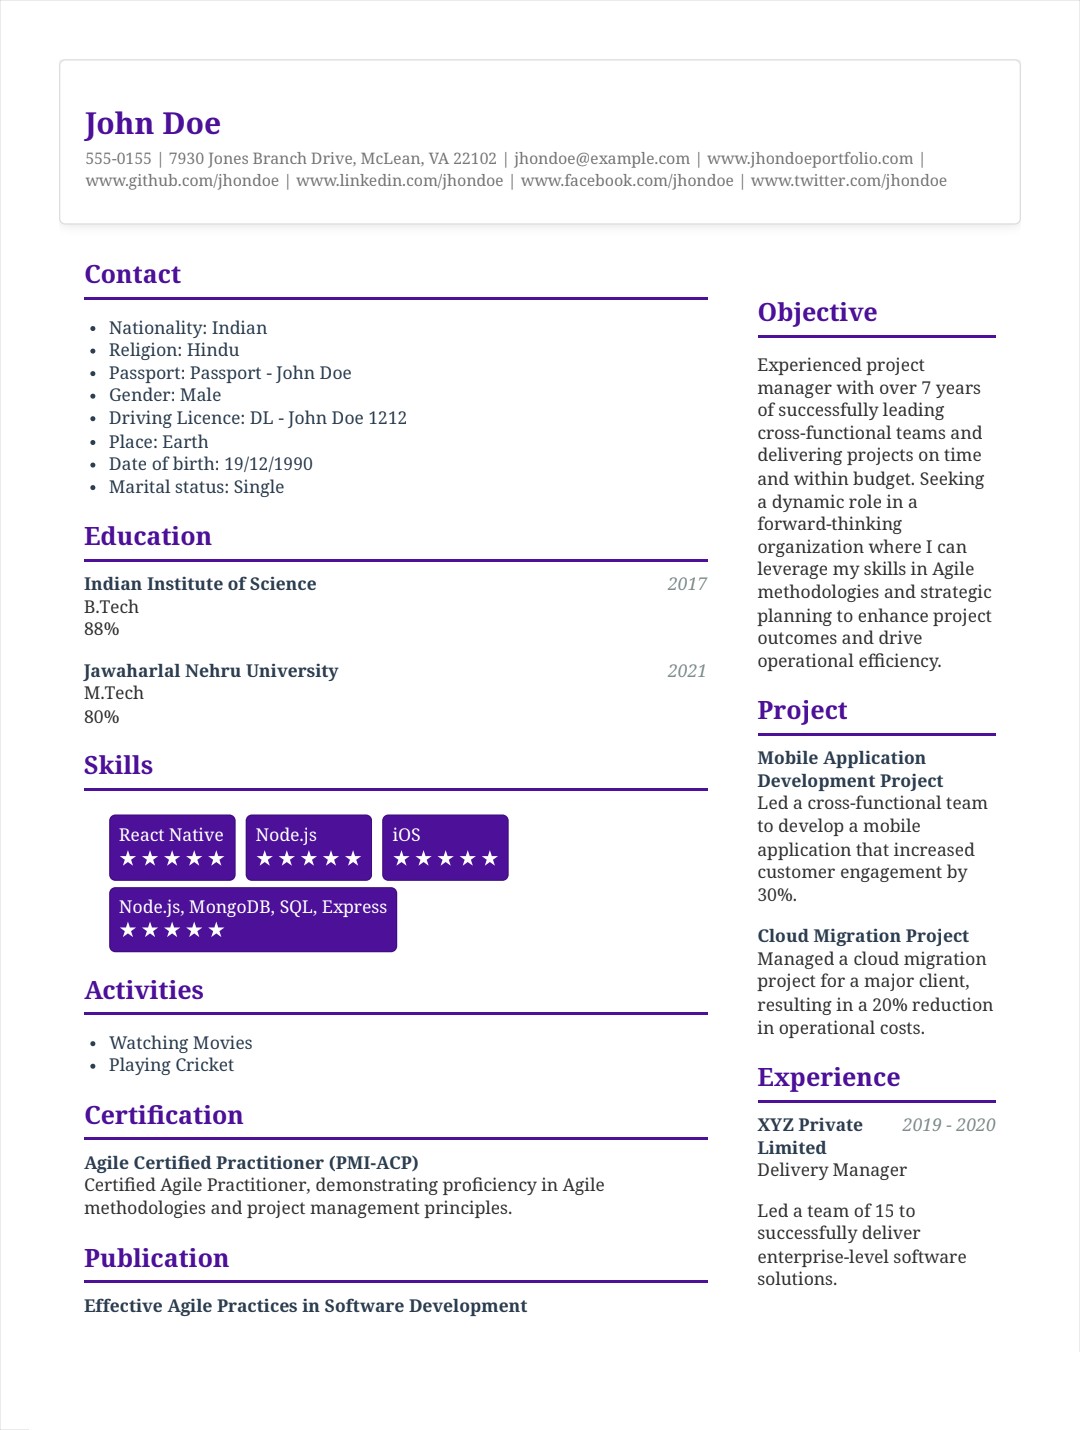 John Doe
555-0155 | 7930 Jones Branch Drive, McLean, VA 22102 | jhondoe@example.com | www.jhondoeportfolio.com |
www.github.com/jhondoe | www.linkedin.com/jhondoe | www.facebook.com/jhondoe | www.twitter.com/jhondoe
Contact
• Nationality: Indian
• Religion: Hindu
• Passport: Passport - John Doe
• Gender: Male
• Driving Licence: DL - John Doe 1212
• Place: Earth
• Date of birth: 19/12/1990
• Marital status: Single
Education
Indian Institute of Science 2017
B.Tech
88%
Jawaharlal Nehru University 2021
M.Tech
80%
Skills
React Native Node.js iOS
★ ★ ★ ★ ★ ★ ★ ★ ★ ★ ★ ★ ★ ★ ★
Node.js, MongoDB, SQL, Express
★ ★ ★ ★ ★
Activities
• Watching Movies
• Playing Cricket
Certification
Agile Certified Practitioner (PMI-ACP)
Certified Agile Practitioner, demonstrating proficiency in Agile
methodologies and project management principles.
Publication
Effective Agile Practices in Software Development
Objective
Experienced project
manager with over 7 years
of successfully leading
cross-functional teams and
delivering projects on time
and within budget. Seeking
a dynamic role in a
forward-thinking
organization where I can
leverage my skills in Agile
methodologies and strategic
planning to enhance project
outcomes and drive
operational efficiency.
Project
Mobile Application
Development Project
Led a cross-functional team
to develop a mobile
application that increased
customer engagement by
30%.
Cloud Migration Project
Managed a cloud migration
project for a major client,
resulting in a 20% reduction
in operational costs.
Experience
XYZ Private 2019 - 2020
Limited
Delivery Manager
Led a team of 15 to
successfully deliver
enterprise-level software
solutions.